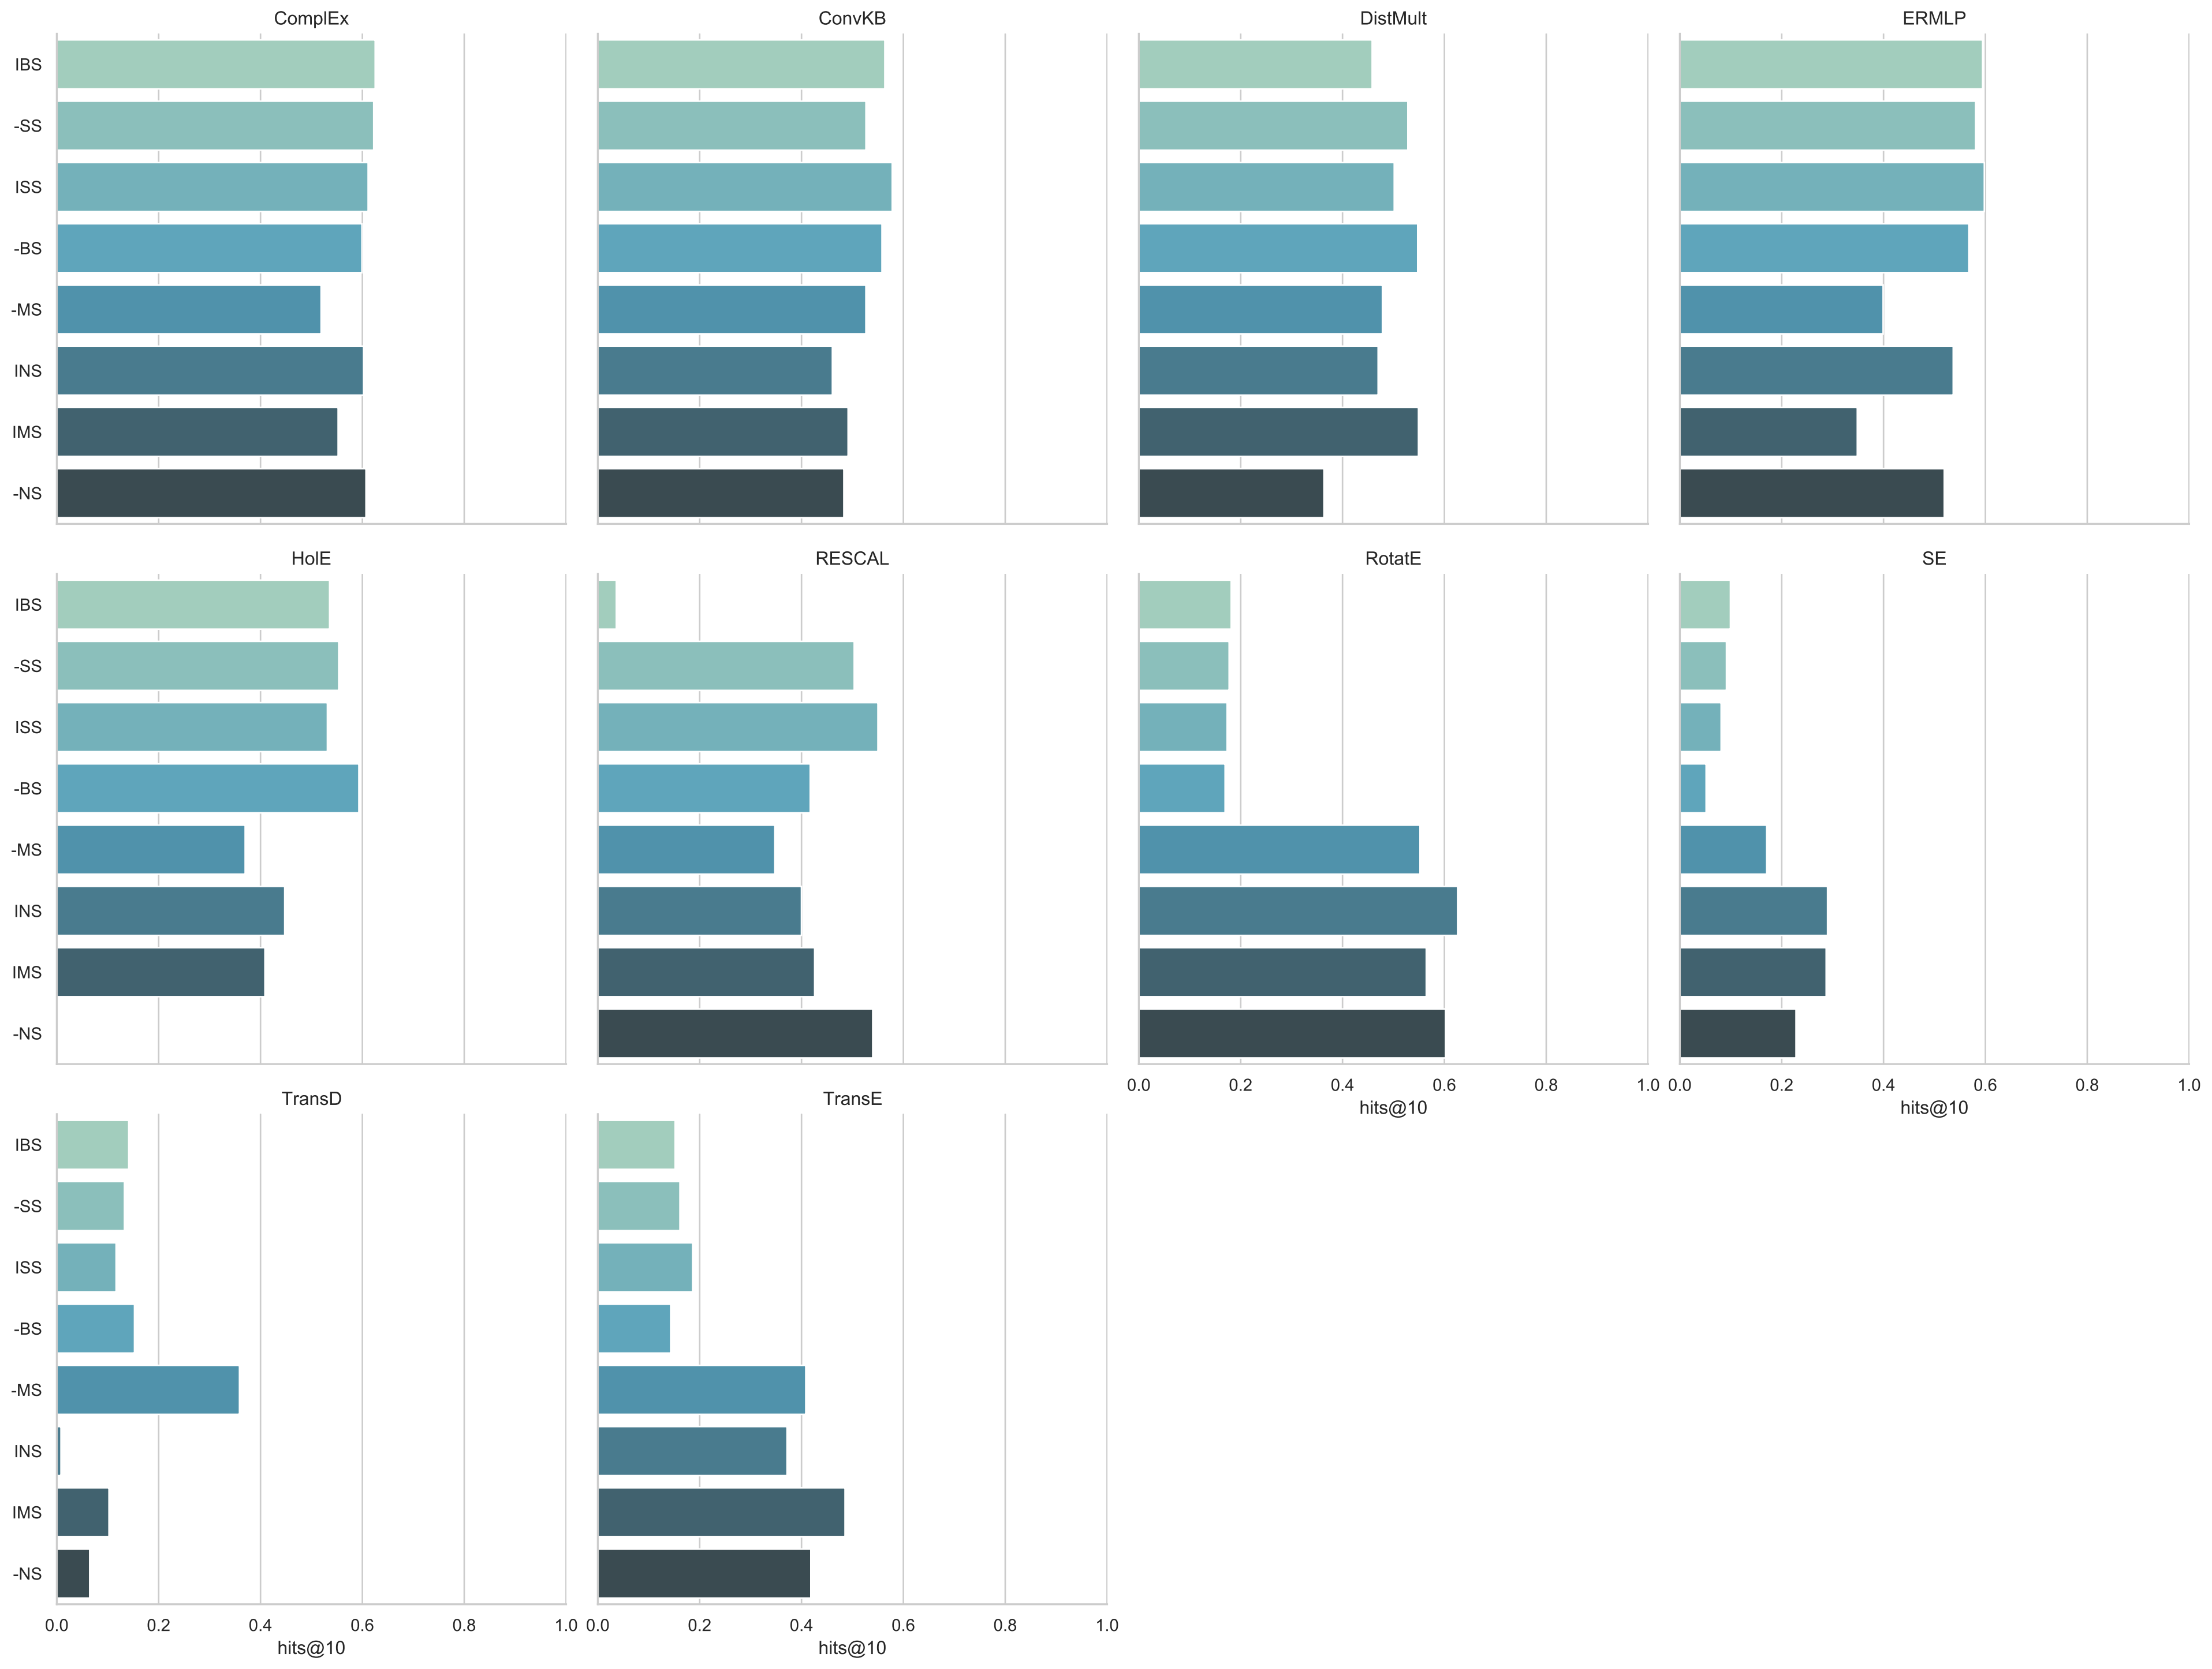 ComplEx ConvKB DistMult ERMLP
IBS
-SS
ISS
-BS
-MS
INS
IMS
-NS
HolE RESCAL RotatE SE
IBS
-SS
ISS
-BS
-MS
INS
IMS
-NS
0.0 0.2 0.4 0.6 0.8 1.0 0.0 0.2 0.4 0.6 0.8 1.0
hits@10 hits@10
TransD TransE
IBS
-SS
ISS
-BS
-MS
INS
IMS
-NS
0.0 0.2 0.4 0.6 0.8 1.0 0.0 0.2 0.4 0.6 0.8 1.0
hits@10 hits@10